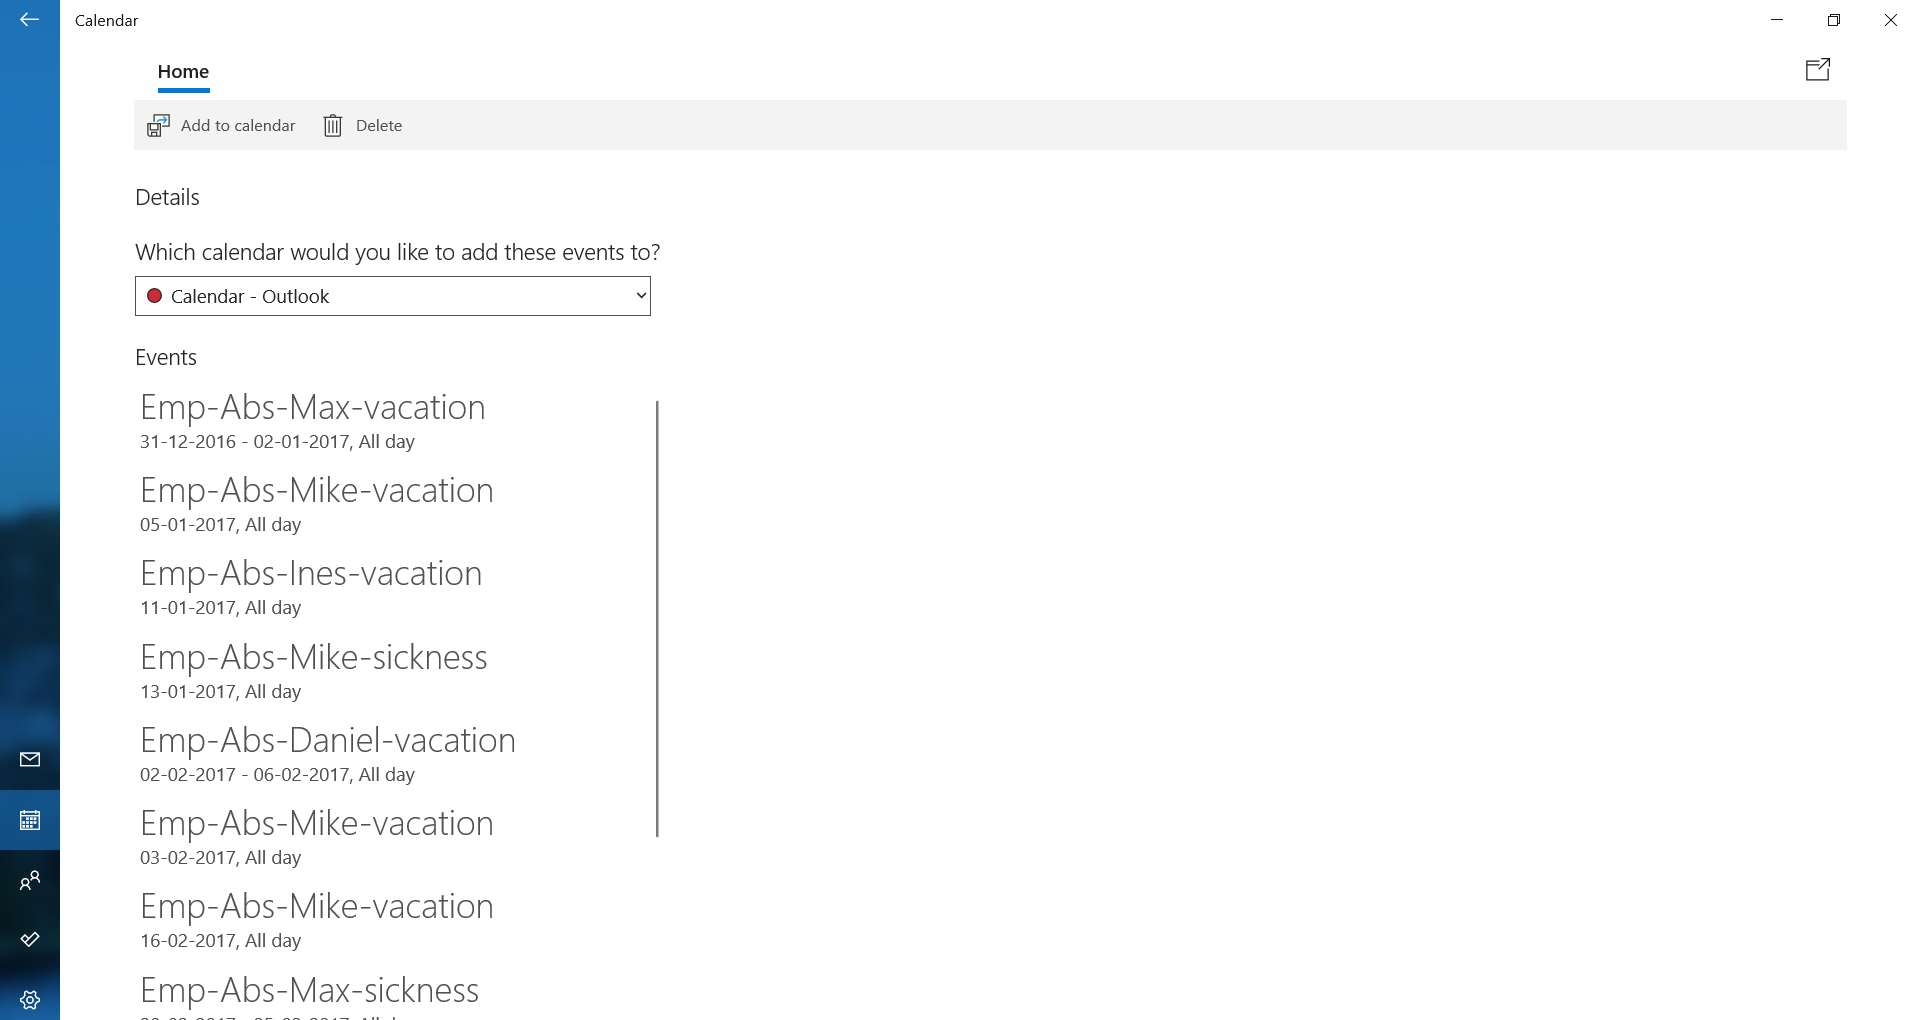 Calendar
Home
Add to calendar Delete
Details
Which calendar would you like to add these events to?
Calendar - Outlook
Events
Emp-Abs-Max-vacation
31-12-2016 - 02-01-2017, All day
Emp-Abs-Mike-vacation
05-01-2017, All day
Emp-Abs-Ines-vacation
11-01-2017, All day
Emp-Abs-Mike-sickness
13-01-2017, All day
Emp-Abs-Daniel-vacation
02-02-2017 - 06-02-2017, All day
Emp-Abs-Mike-vacation
03-02-2017, All day
Emp-Abs-Mike-vacation
16-02-2017, All day
Emp-Abs-Max-sickness